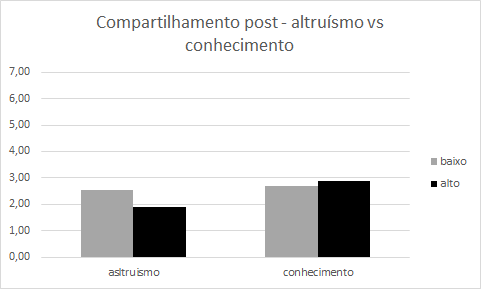 Compartilhamento post - altruísmo vs
conhecimento
7,00
6,00
5,00
4,00
3,00
2,00
1,00
0,00
asltruismo
conhecimento
baixo
alto